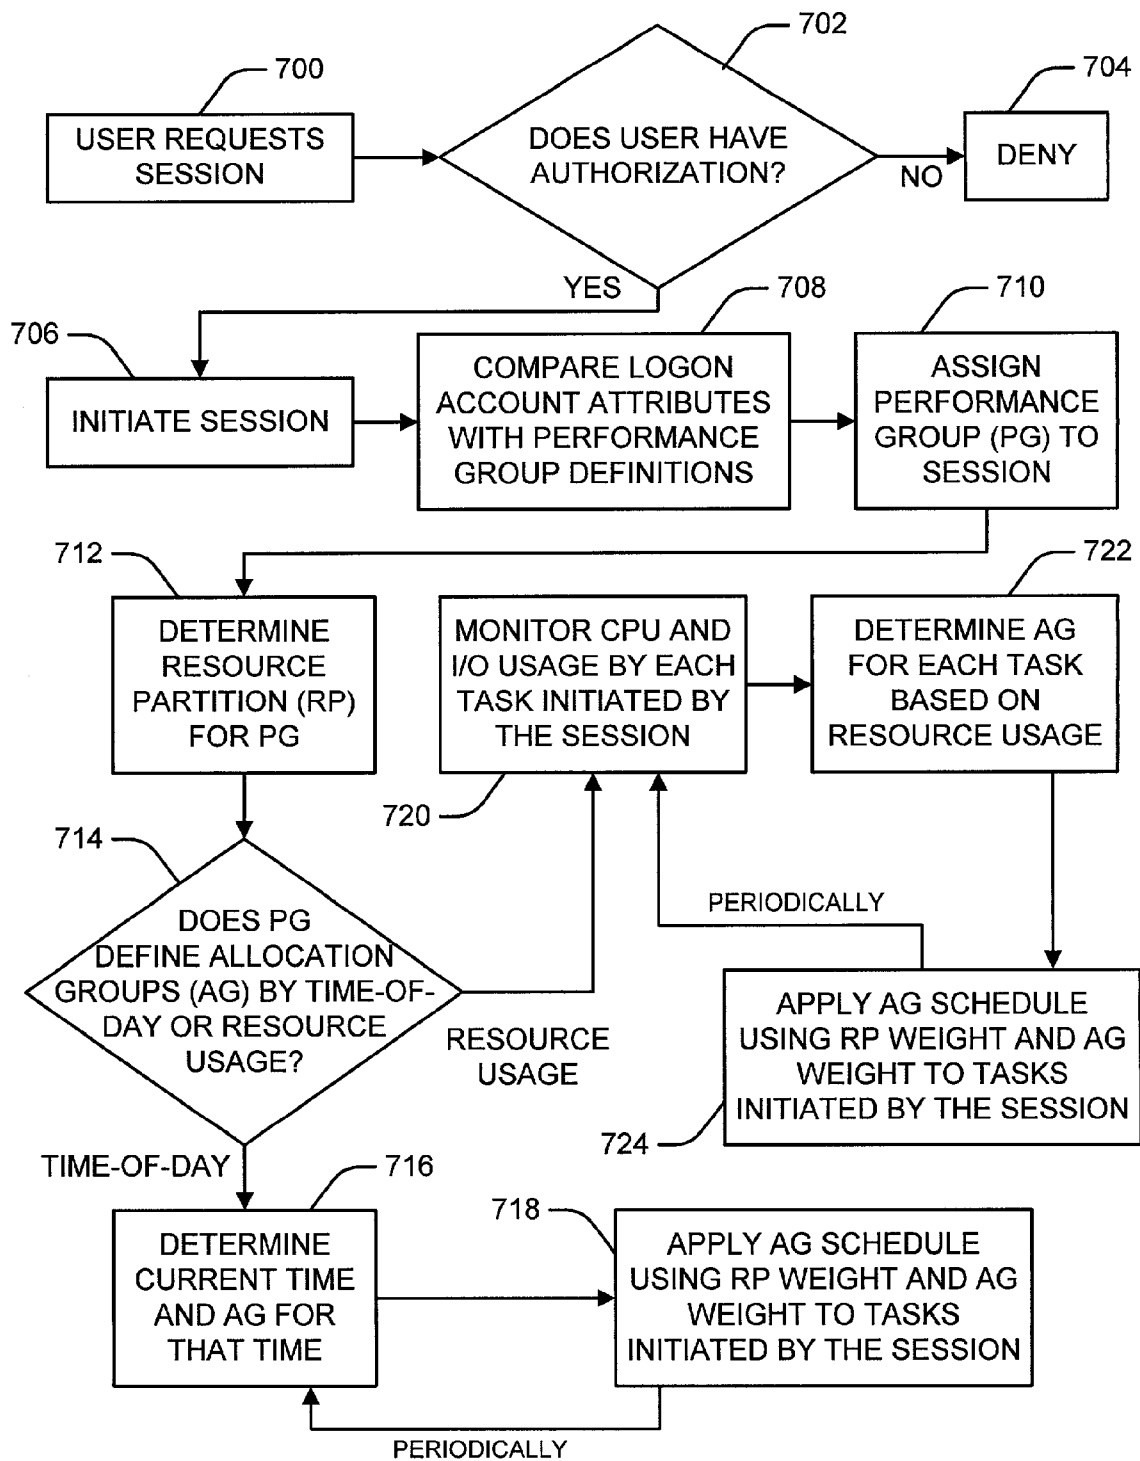 700
702
704
USER REQUESTS
SESSION
DOES USER HAVE
AUTHORIZATION?
NO
DENY
YES
706
708
710
INITIATE SESSION
COMPARE LOGON
ACCOUNT ATTRIBUTES
WITH PERFORMANCE
GROUP DEFINITIONS
ASSIGN
PERFORMANCE
GROUP (PG) TO
SESSION
712
722
DETERMINE
RESOURCE
PARTITION (RP)
FOR PG
MONITOR CPU AND
I/O USAGE BY EACH
TASK INITIATED BY
THE SESSION
DETERMINE AG
FOR EACH TASK
BASED ON
RESOURCE USAGE
720
714
DOES PG
DEFINE ALLOCATION
GROUPS (AG) BY TIME-OF-
DAY OR RESOURCE
USAGE?
RESOURCE
USAGE
PERIODICALLY
APPLY AG SCHEDULE
USING RP WEIGHT AND AG
WEIGHT TO TASKS
INITIATED BY THE SESSION
724
TIME-OF-DAY
716
718
DETERMINE
CURRENT TIME
AND AG FOR
THAT TIME
APPLY AG SCHEDULE
USING RP WEIGHT AND AG
WEIGHT TO TASKS
INITIATED BY THE SESSION
PERIODICALLY